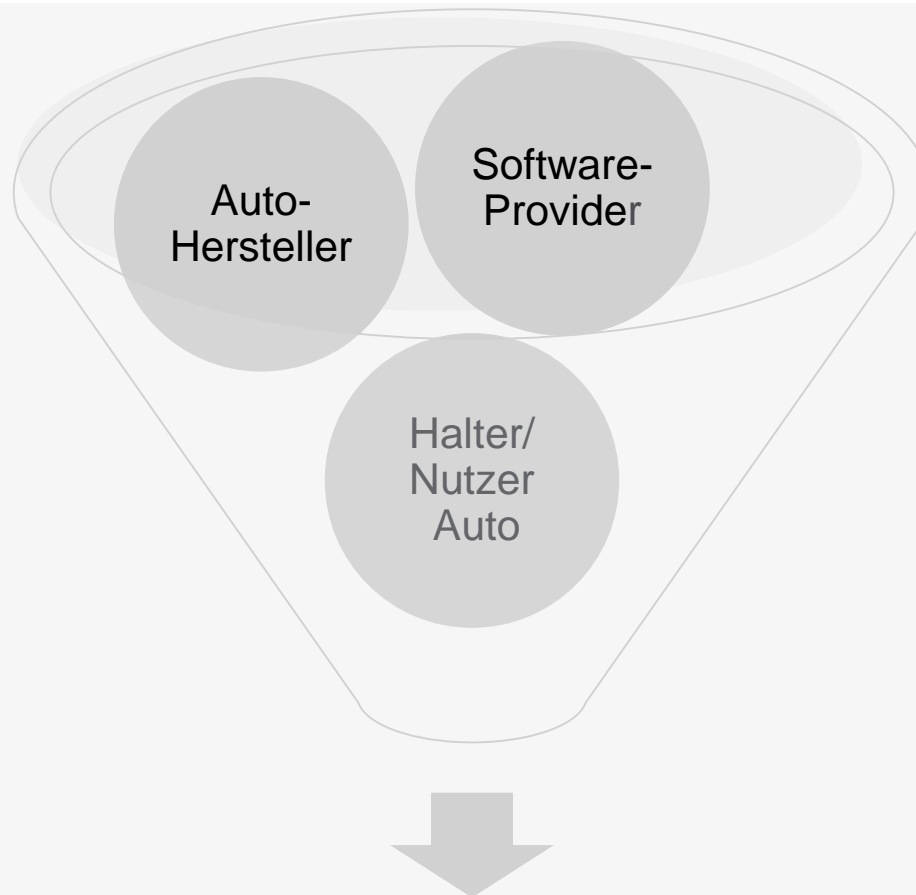 Auto-
Hersteller
Software-
Provider
Halter/
Nutzer
Auto